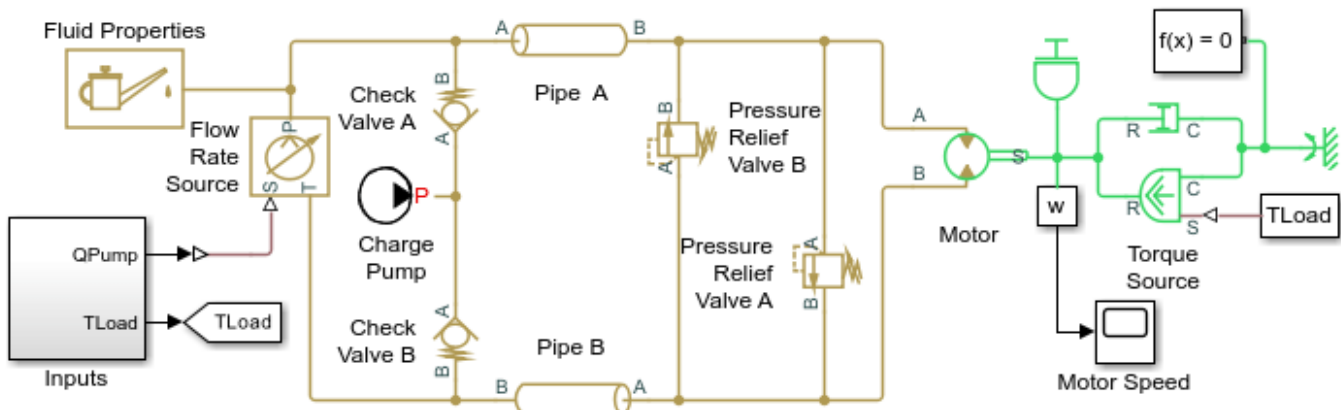 Fluid Properties
Flow
Rate
Source
P
S
T
QPump
TLoad
TLoad
Inputs
B
Check
Valve A
A
P
Charge
Pump
A
Check
Valve B
B
A
B
Pipe A
B
A
Pipe B
B
Pressure
Relief
Valve B
A
Pressure
Relief
Valve A
A
B
A
B
Motor
S
w
Motor Speed
f(x) = 0
R
C
R
C
S
Torque
Source
TLoad